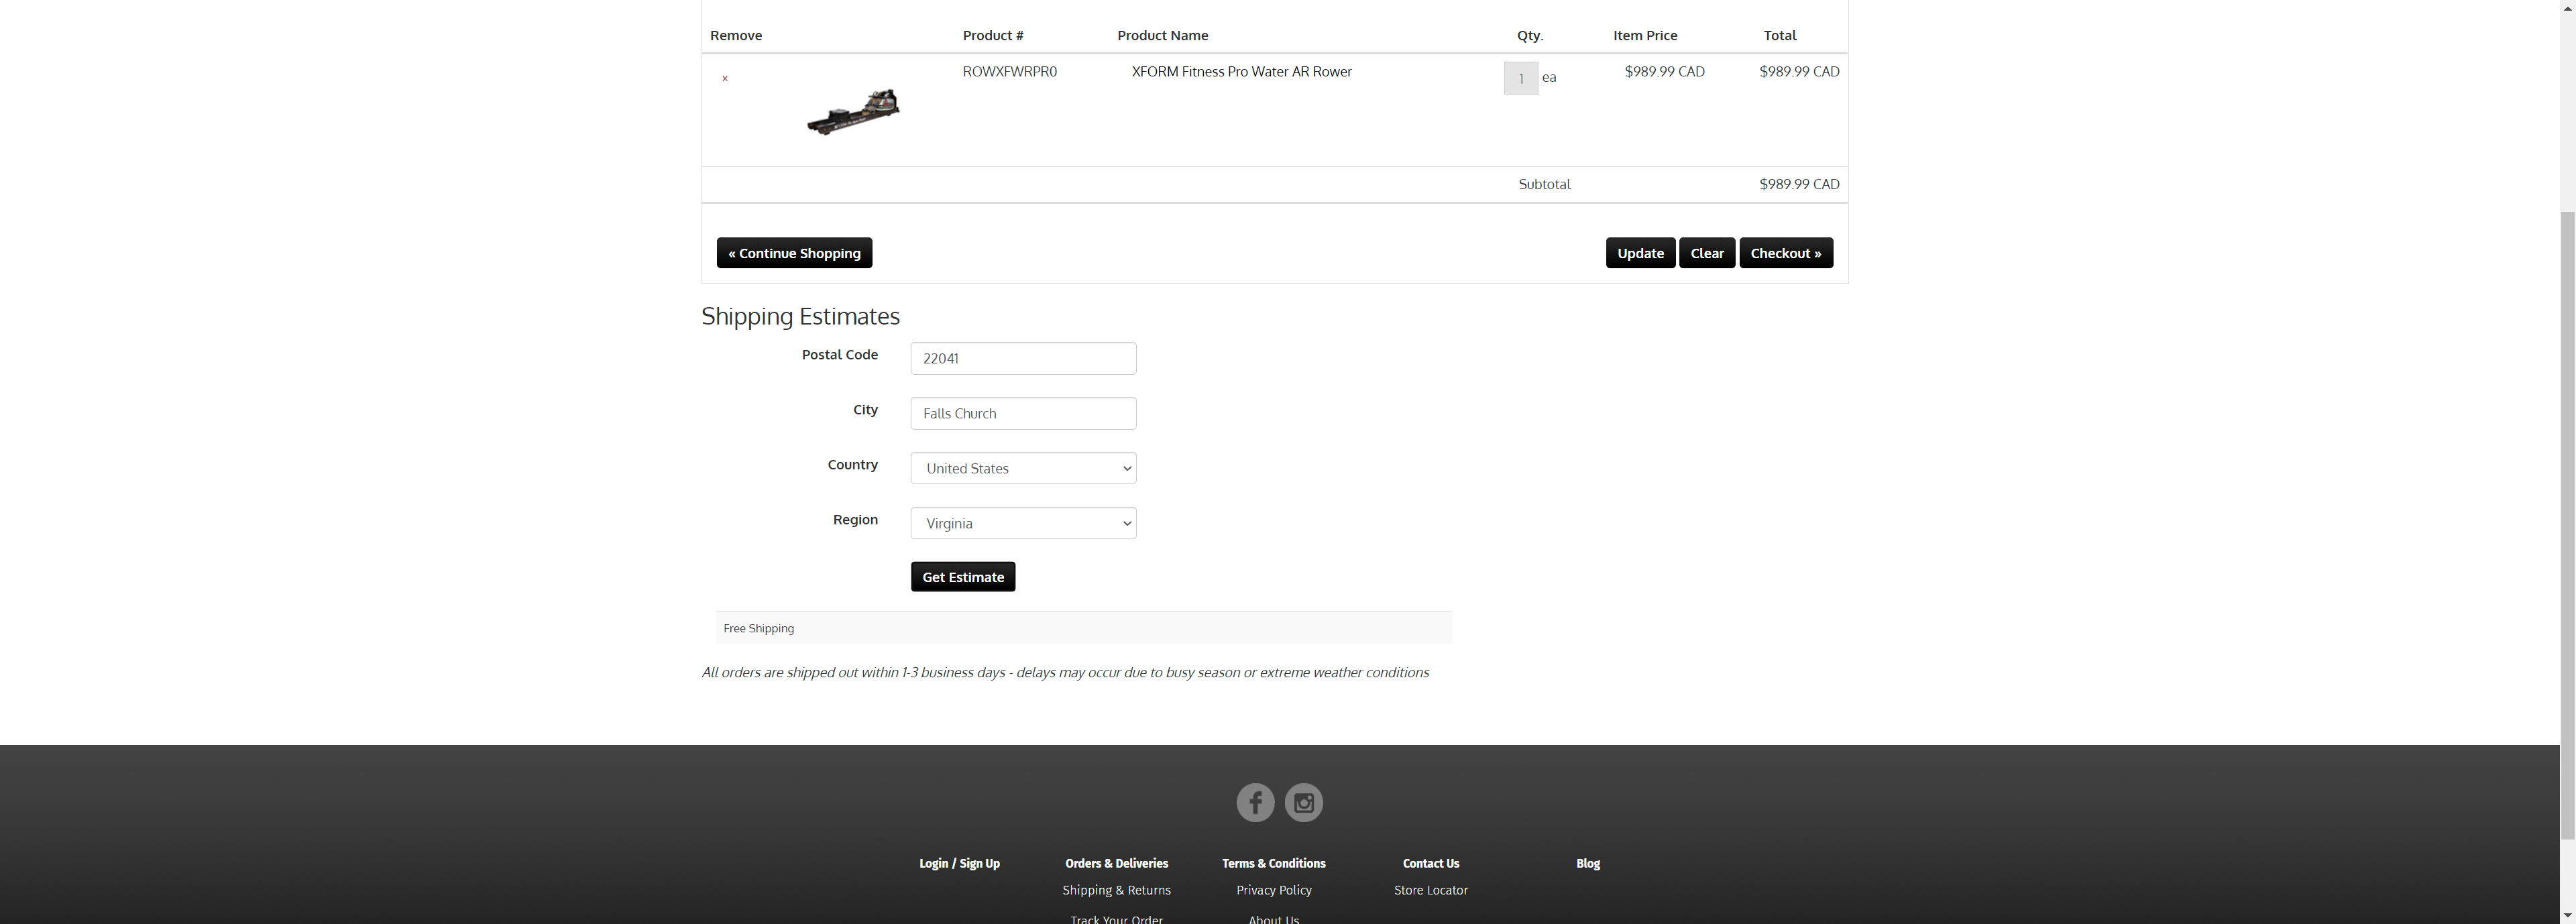 Remove Product # Product Name Qty. Item Price Total
x ROWXFWRPR0 XFORM Fitness Pro Water AR Rower 1 ea $989.99 CAD $989.99 CAD
Subtotal $989.99 CAD
« Continue Shopping Update Clear Checkout »
Shipping Estimates
Postal Code 22041
City Falls Church
Country United States
Region Virginia
Get Estimate
Free Shipping
All orders are shipped out within 1-3 business days - delays may occur due to busy season or extreme weather conditions
Login / Sign Up Orders & Deliveries Terms & Conditions Contact Us Blog
Shipping & Returns Privacy Policy Store Locator
Track Your Order About Us